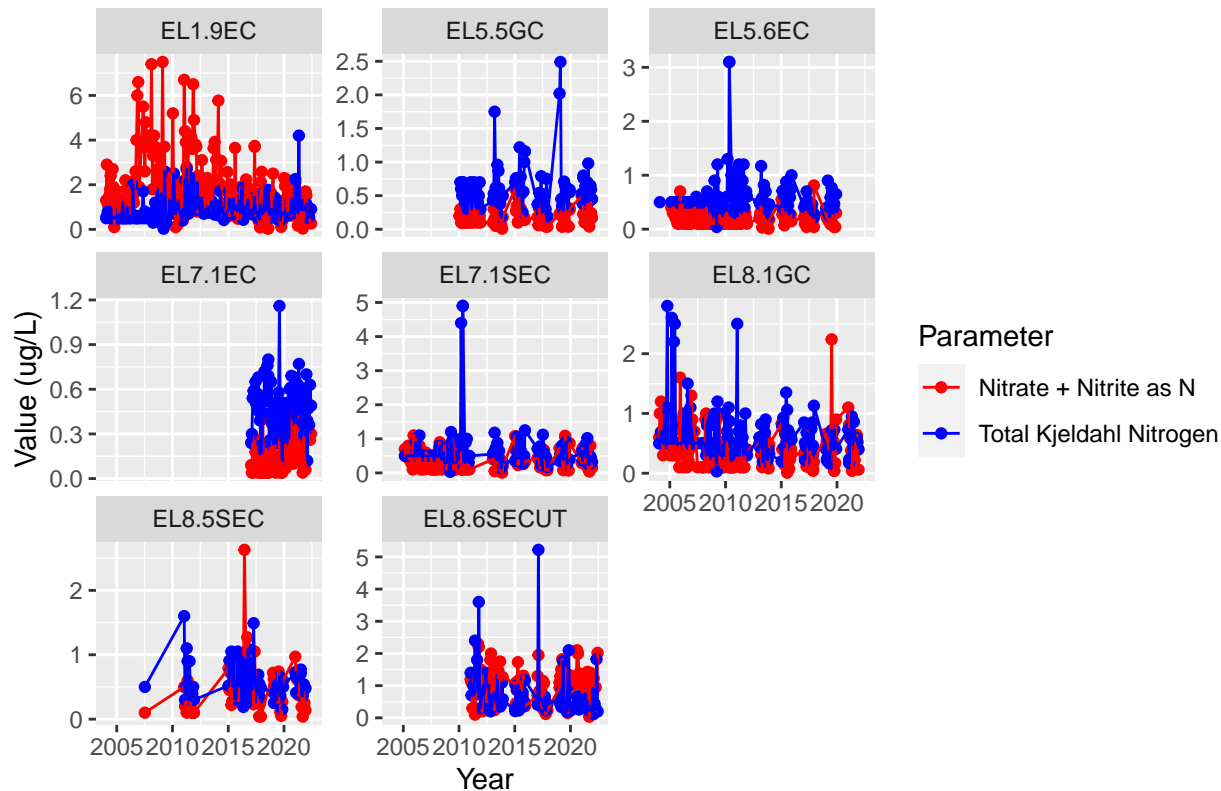 EL1.9EC
EL5.5GC
EL5.6EC
6
4
2
0
2.5
2.0
1.5
1.0
0.5
0.0
3
2
1
0
EL7.1EC
EL7.1SEC
EL8.1GC
1.2
0.9
0.6
0.3
0.0
5
4
3
2
1
0
2
1
0
2005 2010 2015 2020
EL8.5SEC
EL8.6SECUT
2
1
0
5
4
3
2
1
0
2005 2010 2015 2020
2005 2010 2015 2020
Value (ug/L)
Year
Parameter
Nitrate + Nitrite as N
Total Kjeldahl Nitrogen